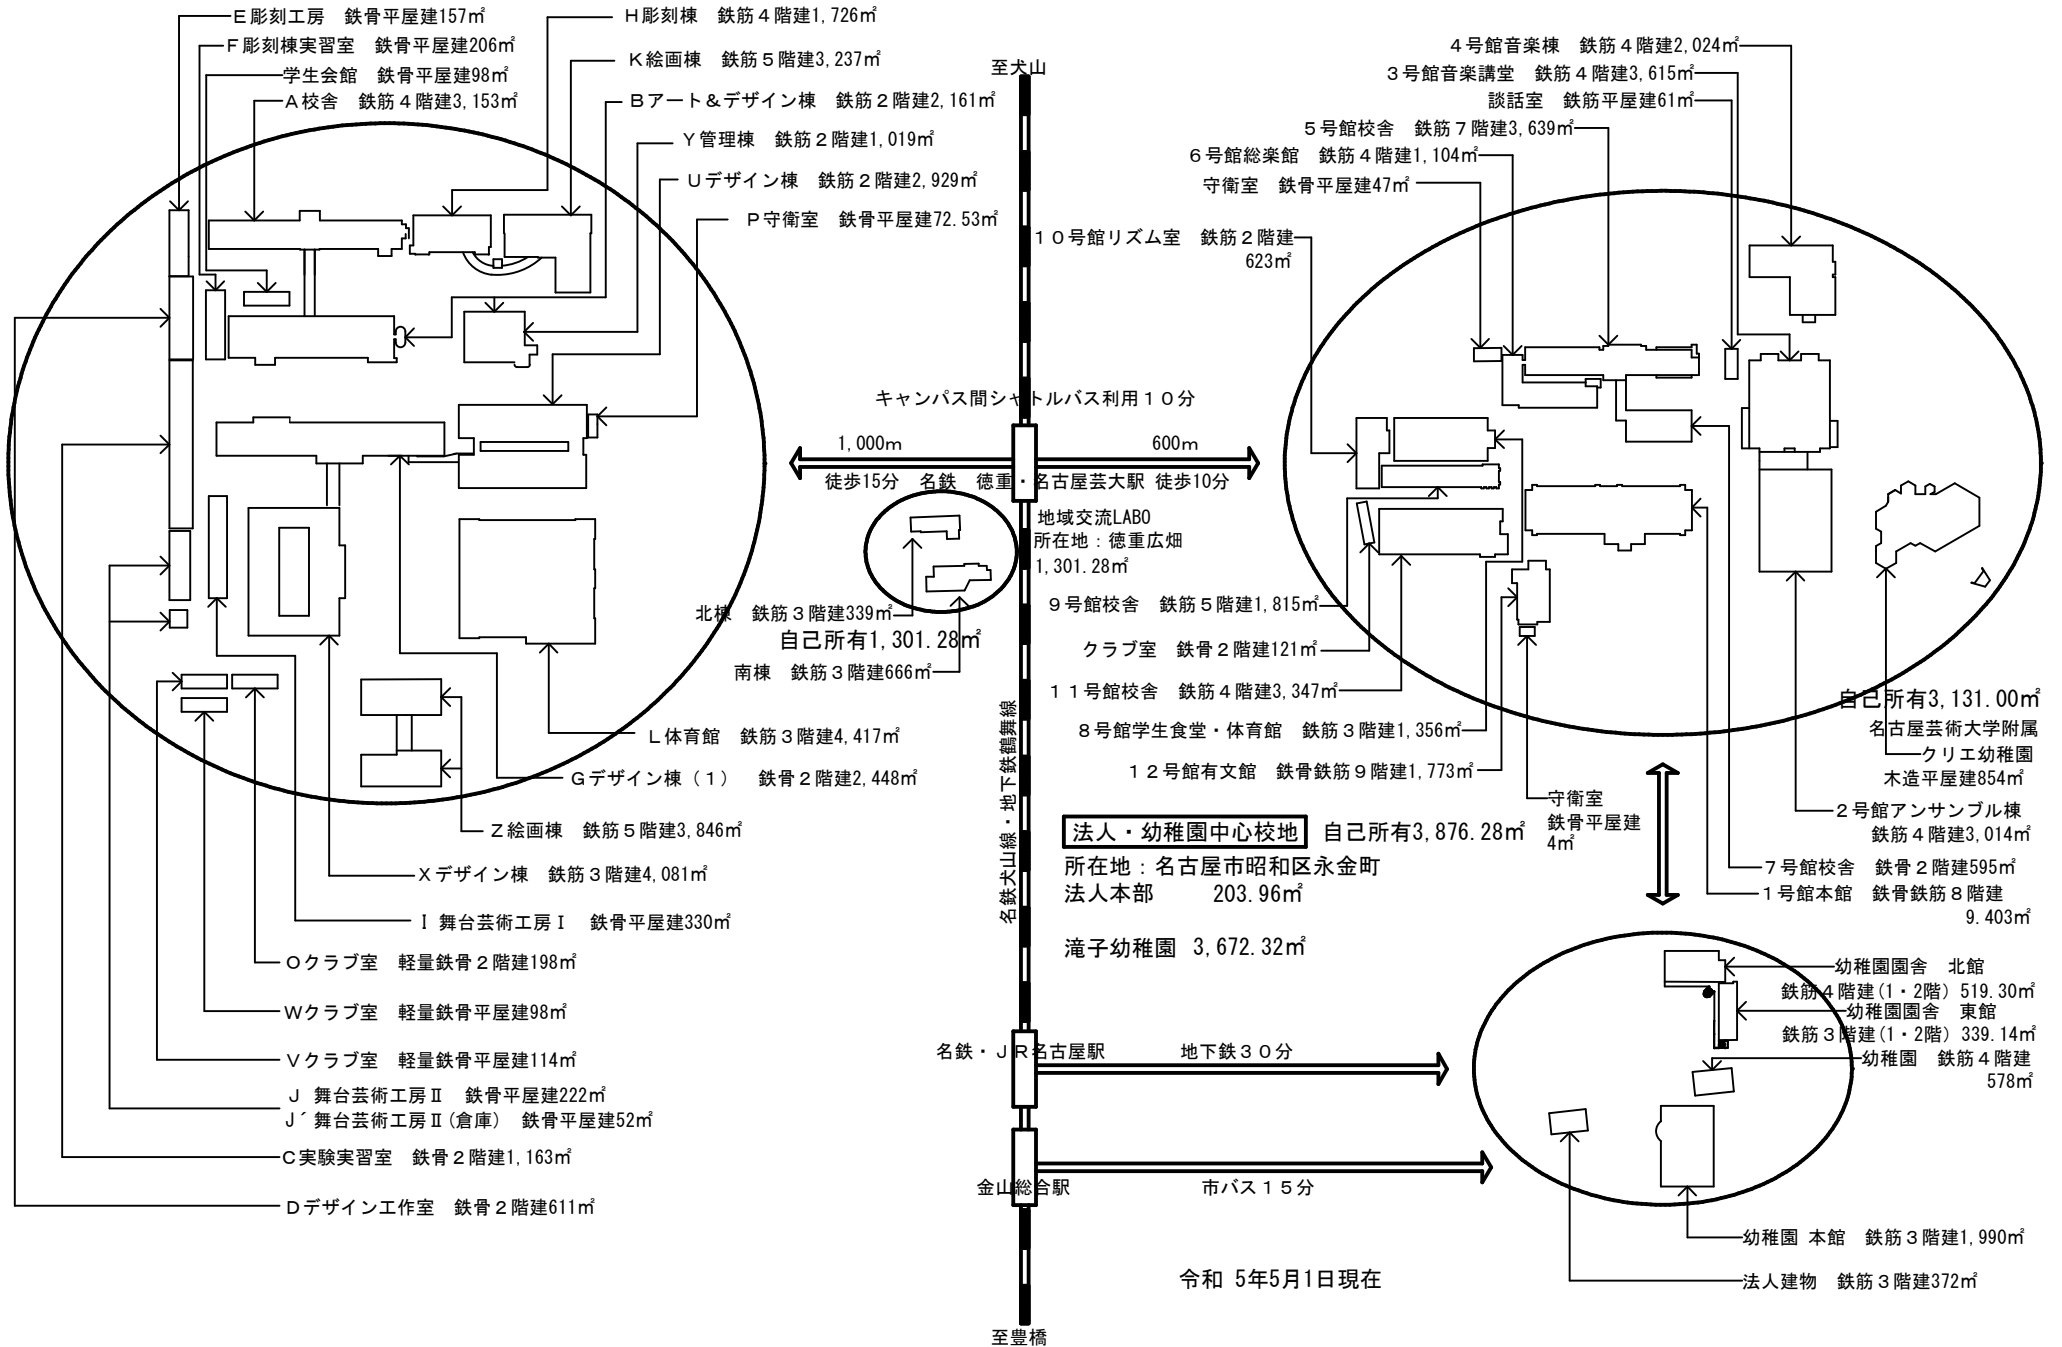 E彫刻工房　鉄骨平屋建157㎡
F彫刻棟実習室　鉄骨平屋建206㎡
学生会館　鉄骨平屋建98㎡
A校舎　鉄筋４階建3,153㎡
H彫刻棟　鉄筋４階建1,726㎡
K絵画棟　鉄筋５階建3,237㎡
Bアート＆デザイン棟　鉄筋２階建2,161㎡
Y管理棟　鉄筋２階建1,019㎡
Uデザイン棟　鉄筋２階建2,929㎡
P守衛室　鉄骨平屋建72.53㎡
至犬山
４号館音楽棟　鉄筋４階建2,024㎡
３号館音楽講堂　鉄筋４階建3,615㎡
談話室　鉄筋平屋建61㎡
５号館校舎　鉄筋７階建3,639㎡
６号館総楽館　鉄筋４階建1,104㎡
守衛室　鉄骨平屋建47㎡
１０号館リズム室　鉄筋２階建
623㎡
キャンパス間シャトルバス利用１０分
1,000m
600m
徒歩15分　名鉄　徳重・名古屋芸大駅 徒歩10分
地域交流LABO
所在地：徳重広畑
1,301.28㎡
北棟　鉄筋３階建339㎡
自己所有1,301.28㎡
南棟　鉄筋３階建666㎡
９号館校舎　鉄筋５階建1,815㎡
クラブ室　鉄骨２階建121㎡
１１号館校舎　鉄筋４階建3,347㎡
８号館学生食堂・体育館　鉄筋３階建1,356㎡
１２号館有文館　鉄骨鉄筋９階建1,773㎡
守衛室
鉄骨平屋建
4㎡
自己所有3,131.00㎡
名古屋芸術大学附属
クリエ幼稚園
木造平屋建854㎡
２号館アンサンブル棟
鉄筋４階建3,014㎡
７号館校舎　鉄骨２階建595㎡
１号館本館　鉄骨鉄筋８階建
9.403㎡
L体育館　鉄筋３階建4,417㎡
Gデザイン棟（１）　鉄骨２階建2,448㎡
Z絵画棟　鉄筋５階建3,846㎡
Xデザイン棟　鉄筋３階建4,081㎡
I 舞台芸術工房Ⅰ　鉄骨平屋建330㎡
Oクラブ室　軽量鉄骨２階建198㎡
Wクラブ室　軽量鉄骨平屋建98㎡
Vクラブ室　軽量鉄骨平屋建114㎡
J 舞台芸術工房Ⅱ　鉄骨平屋建222㎡
J´舞台芸術工房Ⅱ(倉庫)　鉄骨平屋建52㎡
C実験実習室　鉄骨２階建1,163㎡
Dデザイン工作室　鉄骨２階建611㎡
名鉄犬山線・地下鉄鶴舞線
法人・幼稚園中心校地　自己所有3,876.28㎡
所在地：名古屋市昭和区永金町
法人本部　　203.96㎡
滝子幼稚園 3,672.32㎡
名鉄・JR名古屋駅
地下鉄３０分
金山総合駅
市バス１５分
幼稚園園舎　北館
鉄筋４階建(1・2階) 519.30㎡
幼稚園園舎　東館
鉄筋３階建(1・2階) 339.14㎡
幼稚園　鉄筋４階建
578㎡
幼稚園 本館　鉄筋３階建1,990㎡
法人建物　鉄筋３階建372㎡
令和 5年5月1日現在
至豊橋